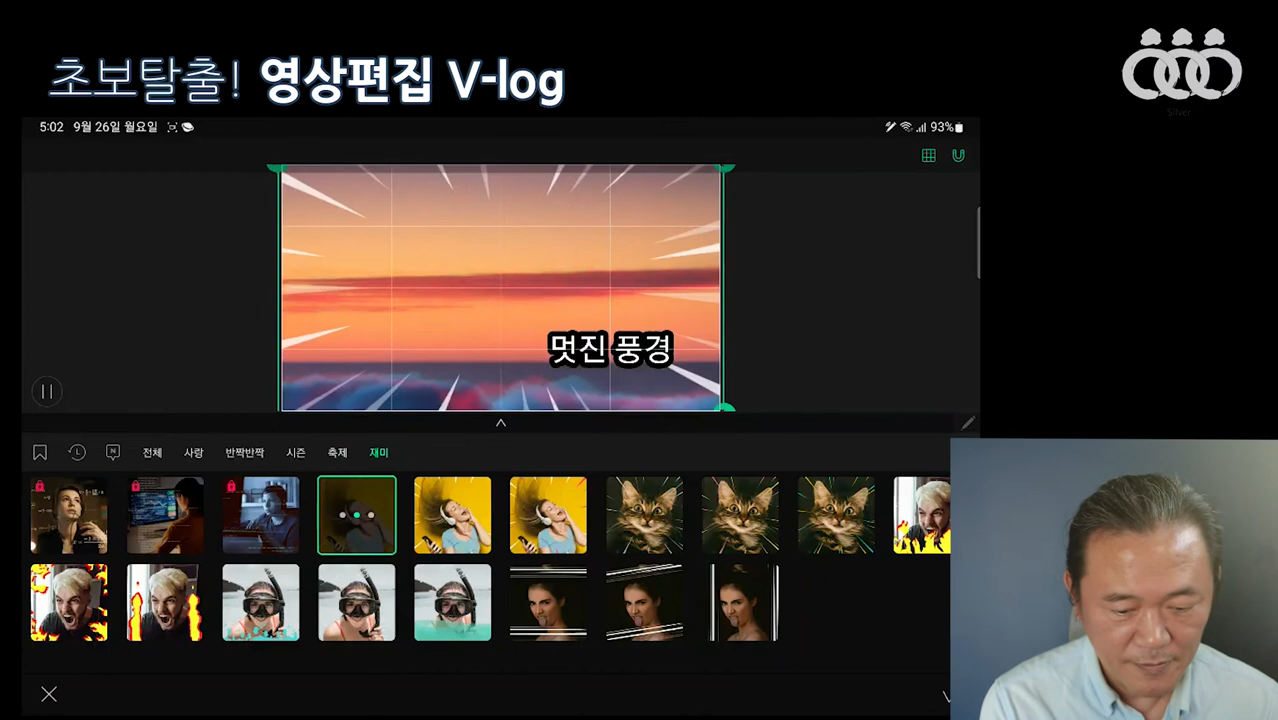 초보탈출! 영상편집 V-log
Silver
5:02 9월 26일 월요일 93%
멋진 풍경
N 전체 사랑 반짝반짝 시즌 축제 재미